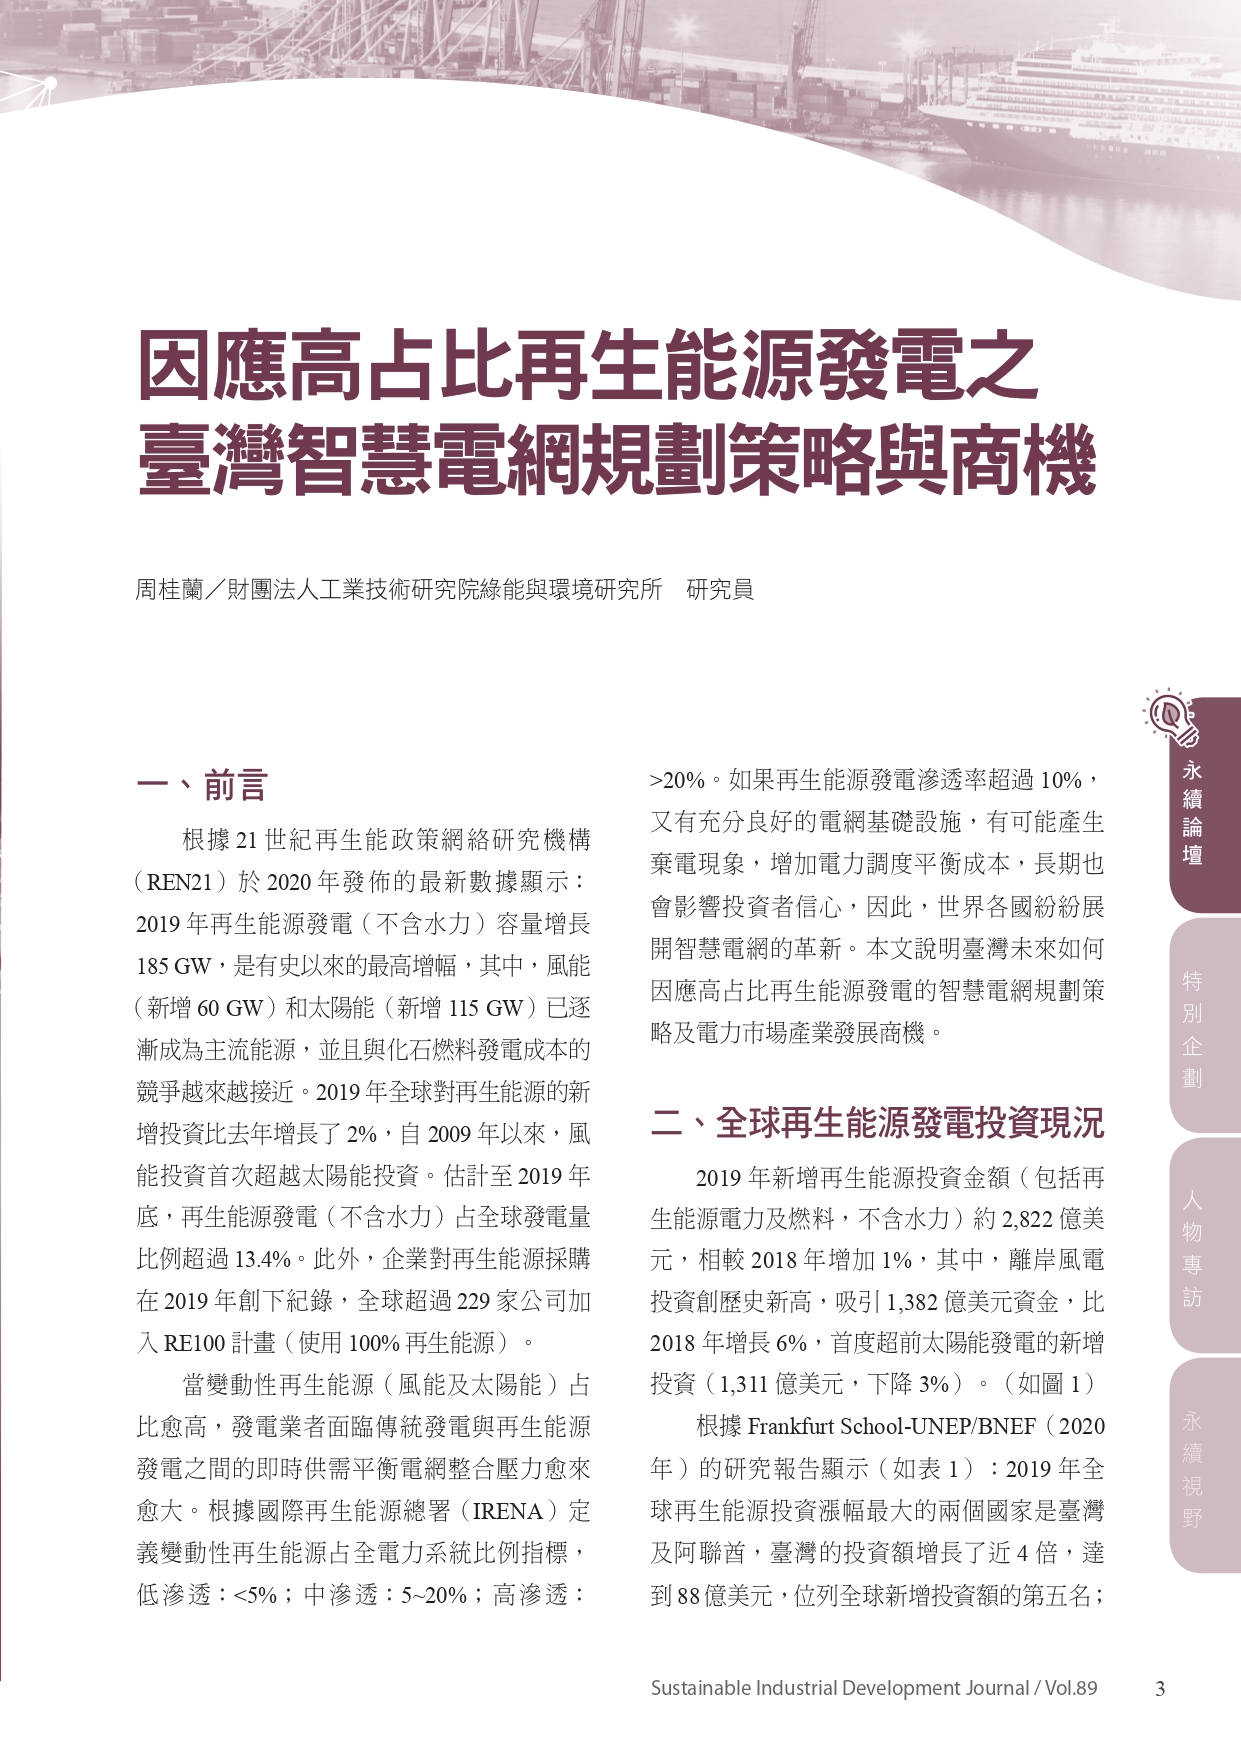 因應高占比再生能源發電之
臺灣智慧電網規劃策略與商機
周桂蘭／財團法人工業技術研究院綠能與環境研究所　研究員
一、前言
根據 21 世紀再生能政策網絡研究機構
（REN21）於 2020 年發佈的最新數據顯示：
2019 年再生能源發電（不含水力）容量增長
185 GW，是有史以來的最高增幅，其中，風能
（新增 60 GW）和太陽能（新增 115 GW）已逐
漸成為主流能源，並且與化石燃料發電成本的
競爭越來越接近。2019 年全球對再生能源的新
增投資比去年增長了 2%，自 2009 年以來，風
能投資首次超越太陽能投資。估計至 2019 年
底，再生能源發電（不含水力）占全球發電量
比例超過 13.4%。此外，企業對再生能源採購
在 2019 年創下紀錄，全球超過 229 家公司加
入 RE100 計畫（使用 100% 再生能源）。
當變動性再生能源（風能及太陽能）占
比愈高，發電業者面臨傳統發電與再生能源
發電之間的即時供需平衡電網整合壓力愈來
愈大。根據國際再生能源總署（IRENA）定
義變動性再生能源占全電力系統比例指標，
低滲透：<5%；中滲透：5~20%；高滲透：
>20%。如果再生能源發電滲透率超過 10%，
又有充分良好的電網基礎設施，有可能產生
棄電現象，增加電力調度平衡成本，長期也
會影響投資者信心，因此，世界各國紛紛展
開智慧電網的革新。本文說明臺灣未來如何
因應高占比再生能源發電的智慧電網規劃策
略及電力市場產業發展商機。
二、全球再生能源發電投資現況
2019 年新增再生能源投資金額（包括再
生能源電力及燃料，不含水力）約 2,822 億美
元，相較 2018 年增加 1%，其中，離岸風電
投資創歷史新高，吸引 1,382 億美元資金，比
2018 年增長 6%，首度超前太陽能發電的新增
投資（1,311 億美元，下降 3%）。（如圖 1）
根據 Frankfurt School-UNEP/BNEF（2020
年）的研究報告顯示（如表 1）：2019 年全
球再生能源投資漲幅最大的兩個國家是臺灣
及阿聯酋，臺灣的投資額增長了近 4 倍，達
到 88 億美元，位列全球新增投資額的第五名；
永續論壇
特別企劃
人物專訪
永續視野
Sustainable Industrial Development Journal / Vol.89
3